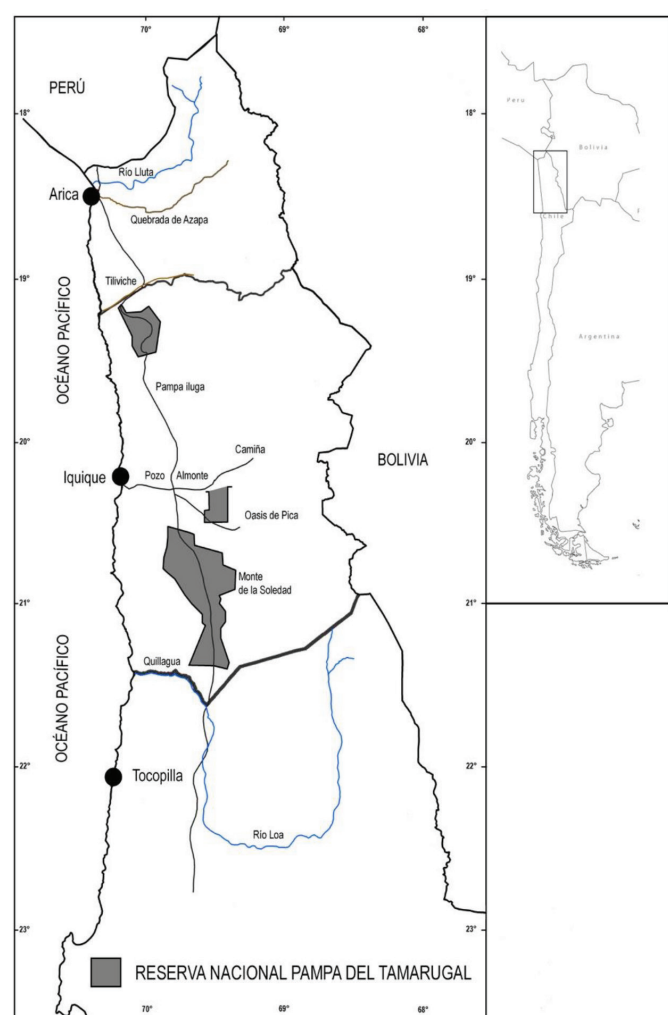 70°
69°
68°
PERÚ
18°
18°
Río Lluta
Arica
Quebrada de Azapa
19°
Tiliviche
19°
OCÉANO PACÍFICO
Pampa iluga
20°
20°
Camiña
BOLIVIA
Iquique
Pozo Almonte
Oasis de Pica
Monte
de la Soledad
21°
21°
Quillagua
OCÉANO PACÍFICO
22°
22°
Tocopilla
Río Loa
23°
23°
RESERVA NACIONAL PAMPA DEL TAMARUGAL
70°
69°
68°
Peru
Bolivia
Chile
Argentina